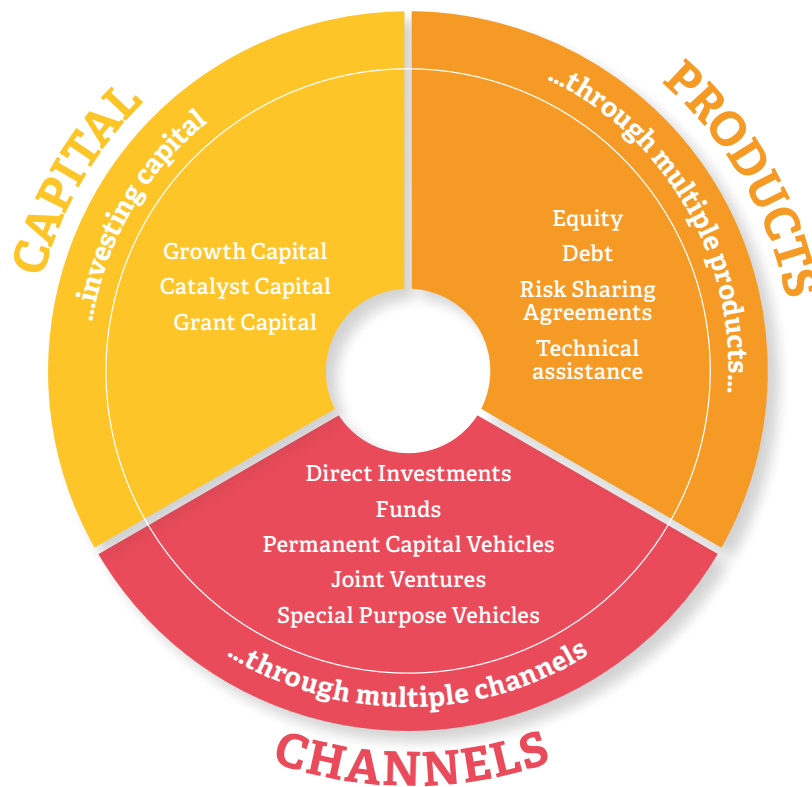 CAPITAL
...investing capital
Growth Capital
Catalyst Capital
Grant Capital
PRODUCTS
...through multiple products...
Equity
Debt
Risk Sharing
Agreements
Technical
assistance
Direct Investments
Funds
Permanent Capital Vehicles
Joint Ventures
Special Purpose Vehicles
...through multiple channels
CHANNELS